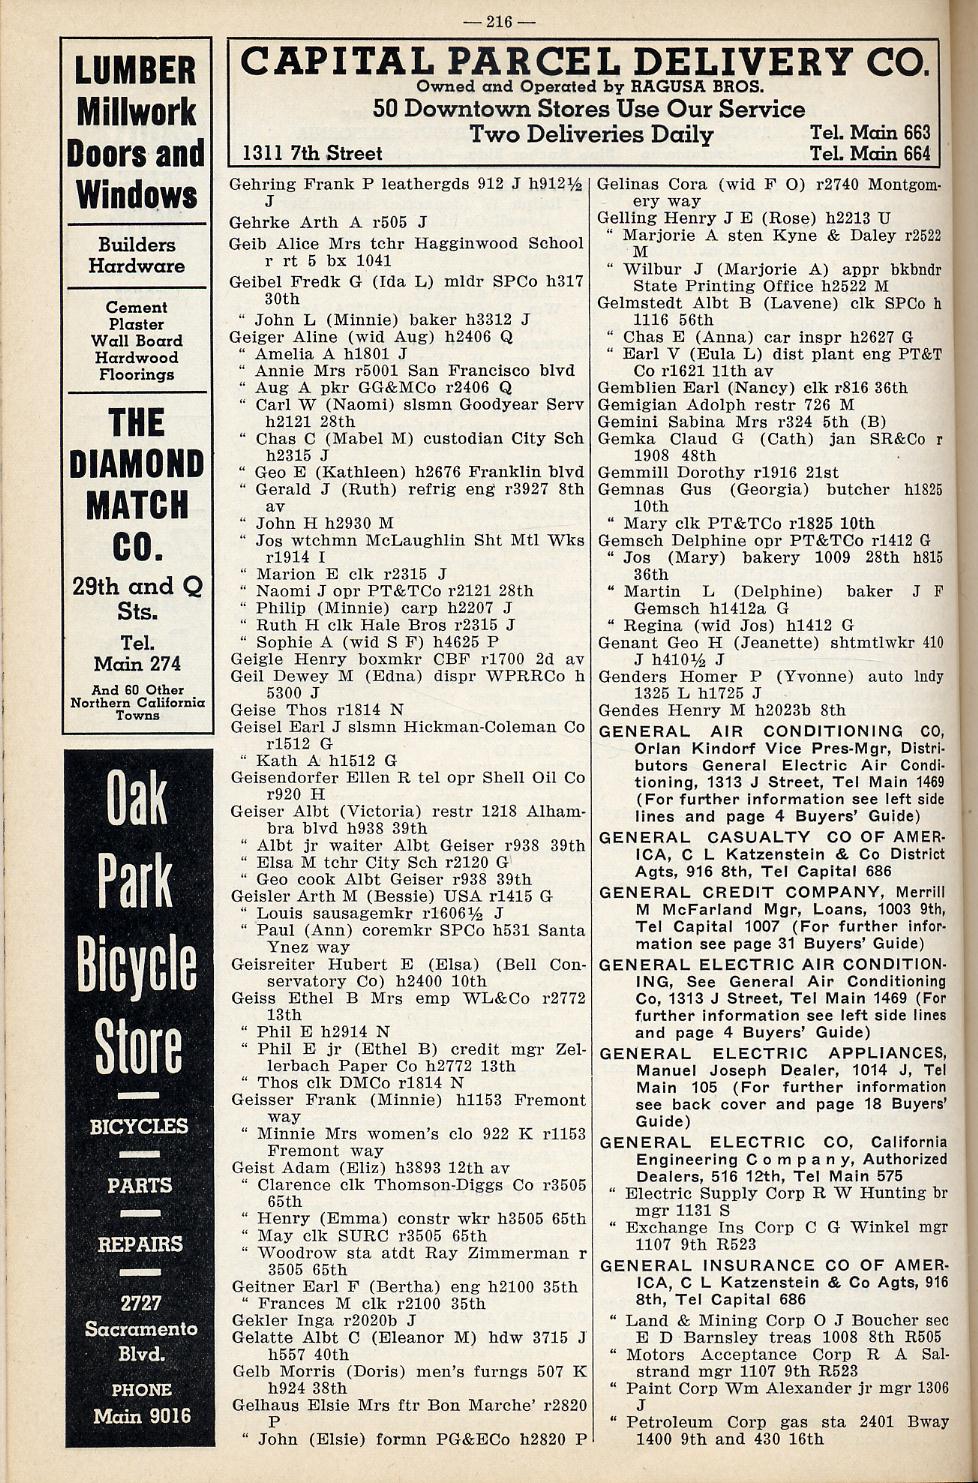 — 216 —
LUMBER
Millwork
Doors and
Windows
Builders
Hardware
Cement
Plaster
Wall Board
Hardwood
Floorings
THE
DIAMOND
MATCH
CO.
29th and Q
Sts.
Tel.
Main 274
And 60 Other
Northern California
Towns
Oak
Park
Bicycle
Store
BICYCLES
PARTS
REPAIRS
2727
Sacramento
Blvd.
PHONE
Main 9016
CAPITAL PARCEL DELIVERY CO.
Owned and Operated by RAGUSA BROS.
50 Downtown Stores Use Our Service
Two Deliveries Daily Tel. Main 663
1311 7th Street Tel. Main 664
Gehring Frank P leathergds 912 J h912½
J
Gehrke Arth A r505 J
Geib Alice Mrs tchr Hagginwood School
r rt 5 bx 1041
Geibel Fredk G (Ida L) mldr SPCo h317
30th
" John L (Minnie) baker h3312 J
Geiger Aline (wid Aug) h2406 Q
" Amelia A h1801 J
" Annie Mrs r5001 San Francisco blvd
" Aug A pkr GG&MCo r2406 Q
" Carl W (Naomi) slsmn Goodyear Serv
h2121 28th
" Chas C (Mabel M) custodian City Sch
h2315 J
" Geo E (Kathleen) h2676 Franklin blvd
" Gerald J (Ruth) refrig eng r3927 8th
av
" John H h2930 M
" Jos wtchmn McLaughlin Sht Mtl Wks
r1914 I
" Marion E clk r2315 J
" Naomi J opr PT&TCo r2121 28th
" Philip (Minnie) carp h2207 J
" Ruth H clk Hale Bros r2315 J
" Sophie A (wid S F) h4625 P
Geigle Henry boxmkr CBF r1700 2d av
Geil Dewey M (Edna) dispr WPRRCo h
5300 J
Geise Thos r1814 N
Geisel Earl J slsmn Hickman-Coleman Co
r1512 G
" Kath A h1512 G
Geisendorfer Ellen R tel opr Shell Oil Co
r920 H
Geiser Albt (Victoria) restr 1218 Alham-
bra blvd h938 39th
" Albt jr waiter Albt Geiser r938 39th
" Elsa M tchr City Sch r2120 G
" Geo cook Albt Geiser r938 39th
Geisler Arth M (Bessie) USA r1415 G
" Louis sausagemkr r1606½ J
" Paul (Ann) coremkr SPCo h531 Santa
Ynez way
Geisreiter Hubert E (Elsa) (Bell Con-
servatory Co) h2400 10th
Geiss Ethel B Mrs emp WL&Co r2772
13th
" Phil E h2914 N
" Phil E jr (Ethel B) credit mgr Zel-
lerbach Paper Co h2772 13th
" Thos clk DMCo r1814 N
Geisser Frank (Minnie) h1153 Fremont
way
" Minnie Mrs women's clo 922 K r1153
Fremont way
Geist Adam (Eliz) h3893 12th av
" Clarence clk Thomson-Diggs Co r3505
65th
" Henry (Emma) constr wkr h3505 65th
" May clk SURC r3505 65th
" Woodrow sta atdt Ray Zimmerman r
3505 65th
Geitner Earl F (Bertha) eng h2100 35th
" Frances M clk r2100 35th
Gekler Inga r2020b J
Gelatte Albt C (Eleanor M) hdw 3715 J
h557 40th
Gelb Morris (Doris) men's furngs 507 K
h924 38th
Gelhaus Elsie Mrs ftr Bon Marche' r2820
P
" John (Elsie) formn PG&ECo h2820 P
Gelinas Cora (wid F O) r2740 Montgom-
ery way
Gelling Henry J E (Rose) h2213 U
" Marjorie A sten Kyne & Daley r2522
M
" Wilbur J (Marjorie A) appr bkbndr
State Printing Office h2522 M
Gelmstedt Albt B (Lavene) clk SPCo h
1116 56th
" Chas E (Anna) car inspr h2627 G
" Earl V (Eula L) dist plant eng PT&T
Co r1621 11th av
Gemblien Earl (Nancy) clk r816 36th
Gemigian Adolph restr 726 M
Gemini Sabina Mrs r324 5th (B)
Gemka Claud G (Cath) jan SR&Co r
1908 48th
Gemmill Dorothy r1916 21st
Gemnas Gus (Georgia) butcher h1825
10th
" Mary clk PT&TCo r1825 10th
Gemsch Delphine opr PT&TCo r1412 G
" Jos (Mary) bakery 1009 28th h815
36th
" Martin L (Delphine) baker J F
Gemsch h1412a G
" Regina (wid Jos) h1412 G
Genant Geo H (Jeanette) shtmtlwkr 410
J h410½ J
Genders Homer P (Yvonne) auto lndy
1325 L h1725 J
Gendes Henry M h2023b 8th
GENERAL AIR CONDITIONING CO,
Orlan Kindorf Vice Pres-Mgr, Distri-
butors General Electric Air Condi-
tioning, 1313 J Street, Tel Main 1469
(For further information see left side
lines and page 4 Buyers' Guide)
GENERAL CASUALTY CO OF AMER-
ICA, C L Katzenstein & Co District
Agts, 916 8th, Tel Capital 686
GENERAL CREDIT COMPANY, Merrill
M McFarland Mgr, Loans, 1003 9th,
Tel Capital 1007 (For further infor-
mation see page 31 Buyers' Guide)
GENERAL ELECTRIC AIR CONDITION-
ING, See General Air Conditioning
Co, 1313 J Street, Tel Main 1469 (For
further information see left side lines
and page 4 Buyers' Guide)
GENERAL ELECTRIC APPLIANCES,
Manuel Joseph Dealer, 1014 J, Tel
Main 105 (For further information
see back cover and page 18 Buyers'
Guide)
GENERAL ELECTRIC CO, California
Engineering Company, Authorized
Dealers, 516 12th, Tel Main 575
" Electric Supply Corp R W Hunting br
mgr 1131 S
" Exchange Ins Corp C G Winkel mgr
1107 9th R523
GENERAL INSURANCE CO OF AMER-
ICA, C L Katzenstein & Co Agts, 916
8th, Tel Capital 686
" Land & Mining Corp O J Boucher sec
E D Barnsley treas 1008 8th R505
" Motors Acceptance Corp R A Sal-
strand mgr 1107 9th R523
" Paint Corp Wm Alexander jr mgr 1306
J
" Petroleum Corp gas sta 2401 Bway
1400 9th and 430 16th